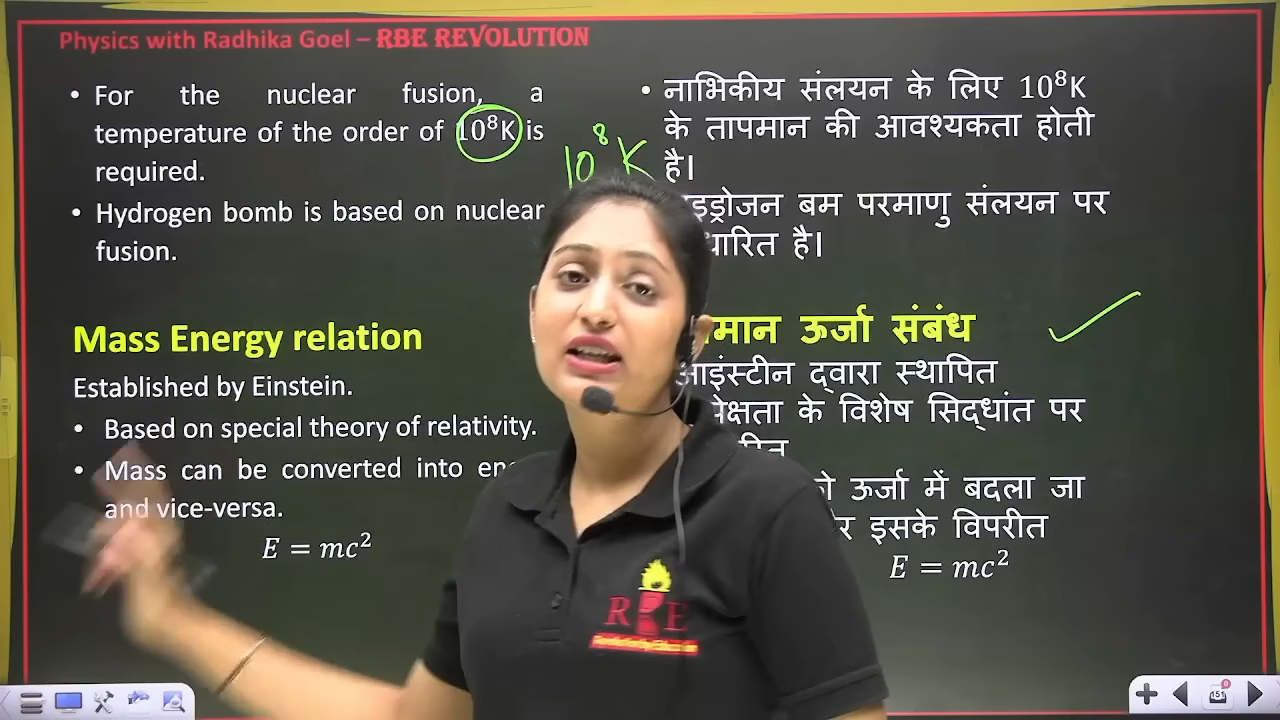 Physics with Radhika Goel – RBE REVOLUTION
• For the nuclear fusion, a
temperature of the order of 10⁸K is
required.
• Hydrogen bomb is based on nuclear
fusion.
10⁸K
• नाभिकीय संलयन के लिए 10⁸K
के तापमान की आवश्यकता होती
है।
बम परमाणु संलयन पर
है।
Mass Energy relation
Established by Einstein.
• Based on special theory of relativity.
• Mass can be converted into
and vice-versa.
E = mc²
ऊर्जा संबंध
आइंस्टीन द्वारा स्थापित
के विशेष सिद्धांत पर
ऊर्जा में बदला जा
इसके विपरीत
E = mc²
RBE
151